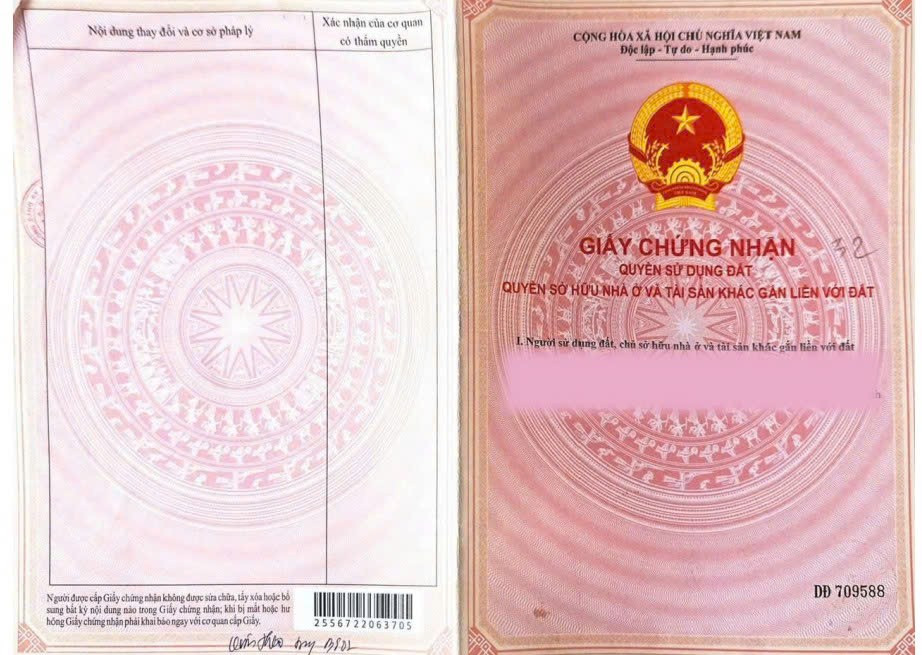 Nội dung thay đổi và cơ sở pháp lý
Xác nhận của cơ quan
có thẩm quyền
Người được cấp Giấy chứng nhận không được sửa chữa, tẩy xóa hoặc bổ
sung bất kỳ nội dung nào trong Giấy chứng nhận; khi bị mất hoặc hư
hỏng Giấy chứng nhận phải khai báo ngay với cơ quan cấp Giấy.
2556722063705
CỘNG HÒA XÃ HỘI CHỦ NGHĨA VIỆT NAM
Độc lập - Tự do - Hạnh phúc
GIẤY CHỨNG NHẬN
32
QUYỀN SỬ DỤNG ĐẤT
QUYỀN SỞ HỮU NHÀ Ở VÀ TÀI SẢN KHÁC GẮN LIỀN VỚI ĐẤT
I. Người sử dụng đất, chủ sở hữu nhà ở và tài sản khác gắn liền với đất
DĐ 709588